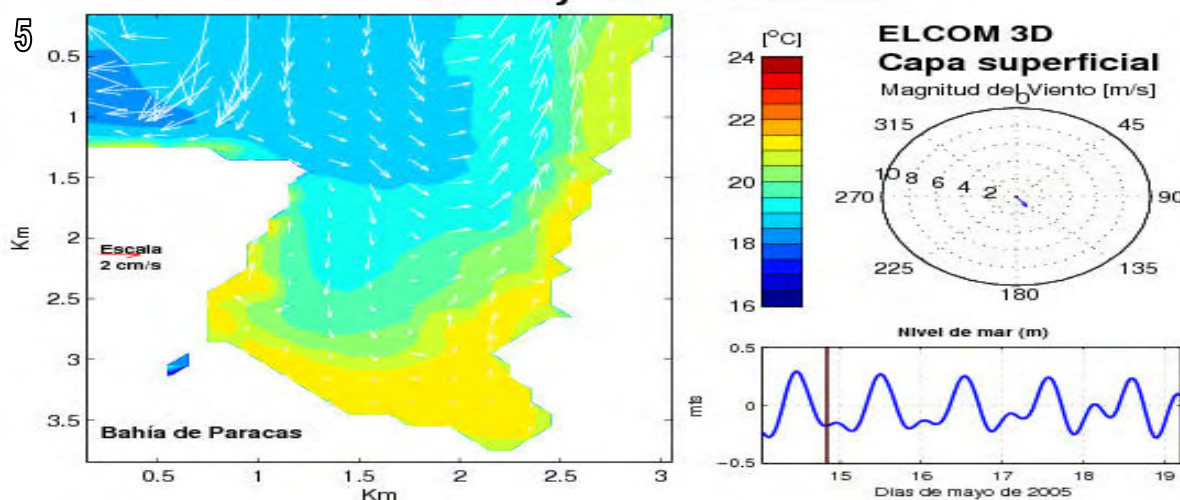 5
[°C]
ELCOM 3D
Capa superficial
Magnitud del Viento [m/s]
0
315
45
10 8 6 4 2
270
90
225
135
180
24
22
20
18
16
0.5
1
1.5
2
2.5
3
3.5
Km
Escala
2 cm/s
Bahía de Paracas
0.5 1 1.5 2 2.5 3
Km
Nivel de mar (m)
0.5
0
−0.5
mts
15 16 17 18 19
Días de mayo de 2005